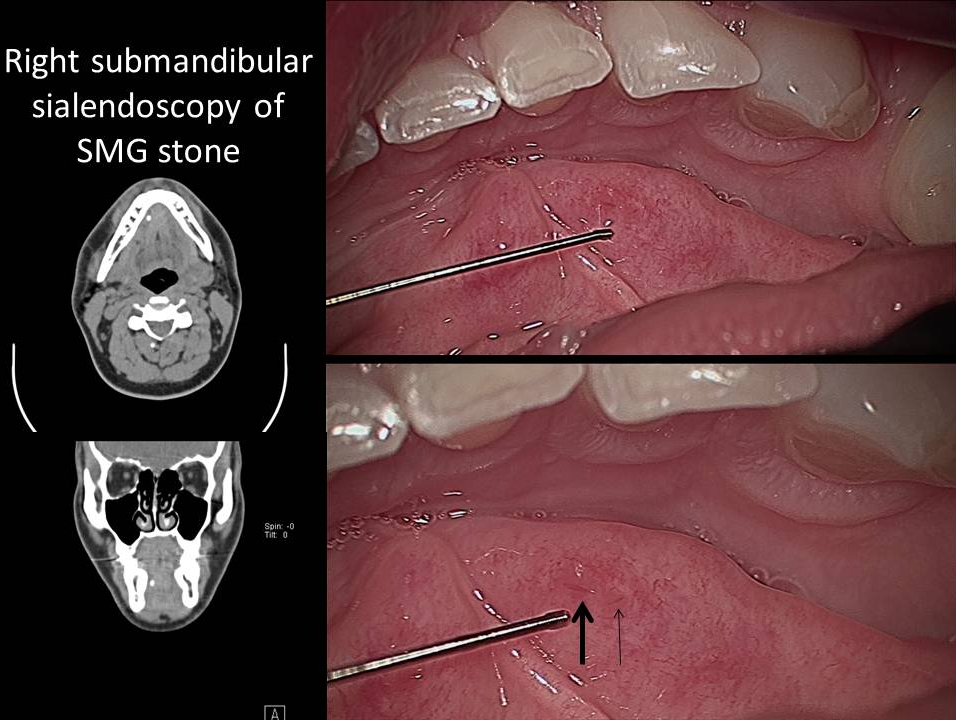 Right submandibular
sialendoscopy of
SMG stone
Spin: -0
Tilt: 0
A